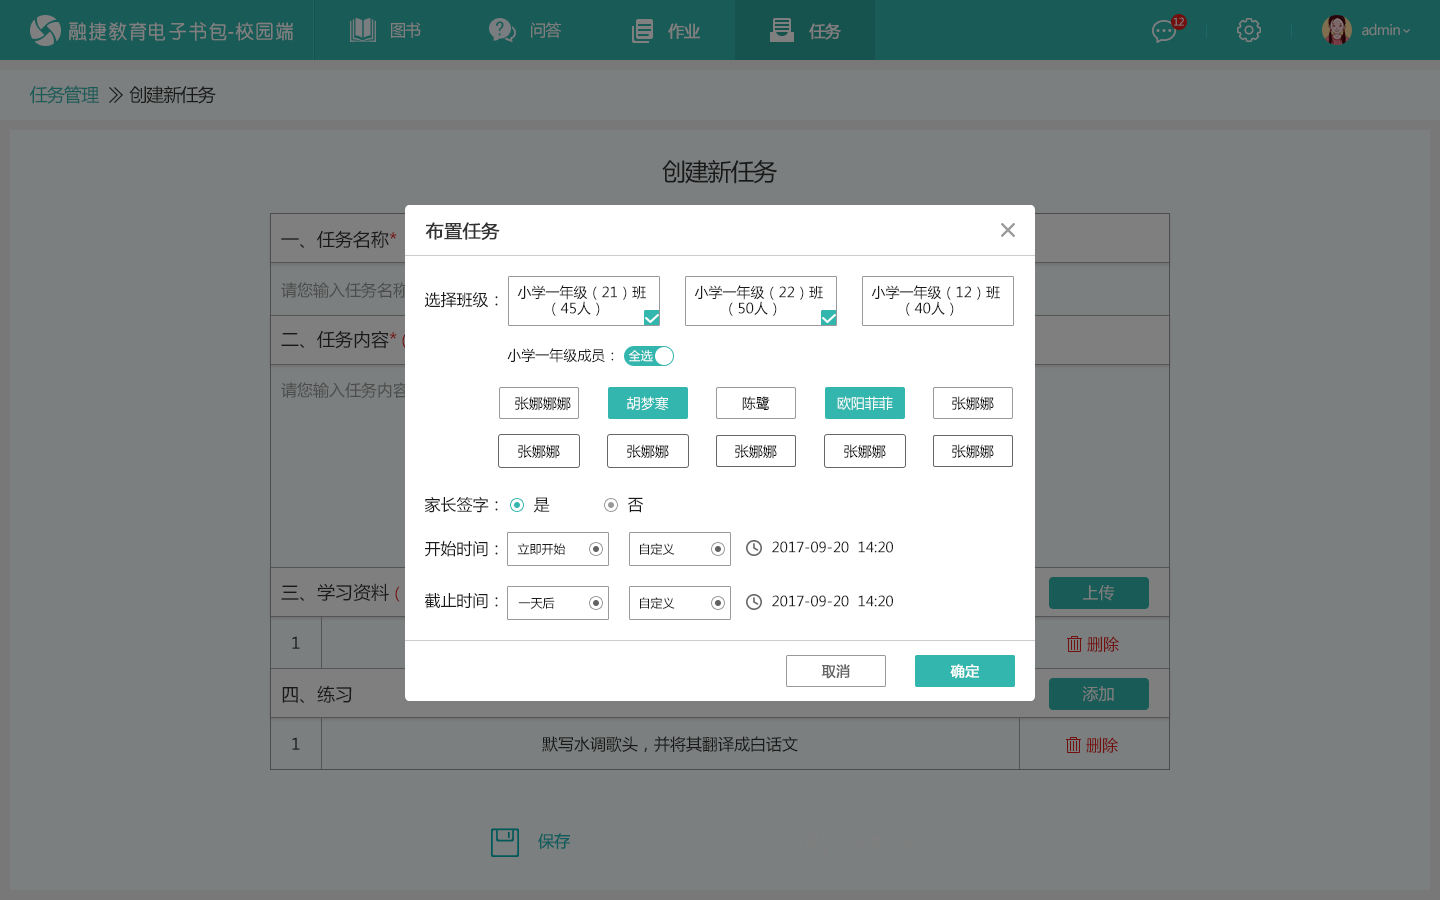 融捷教育电子书包-校园端
图书
问答
作业
任务
12
admin
任务管理 》 创建新任务
创建新任务
一、任务名称*
请您输入任务名称
二、任务内容* (
请您输入任务内容
三、学习资料 (
上传
1
删除
四、练习
添加
1
默写水调歌头，并将其翻译成白话文
删除
保存
布置任务
选择班级：
小学一年级（21）班
（45人）
小学一年级（22）班
（50人）
小学一年级（12）班
（40人）
小学一年级成员：
全选
张娜娜娜
胡梦寒
陈鹭
欧阳菲菲
张娜娜
张娜娜
张娜娜
张娜娜
张娜娜
张娜娜
家长签字：
是
否
开始时间：
立即开始
自定义
2017-09-20 14:20
截止时间：
一天后
自定义
2017-09-20 14:20
取消
确定